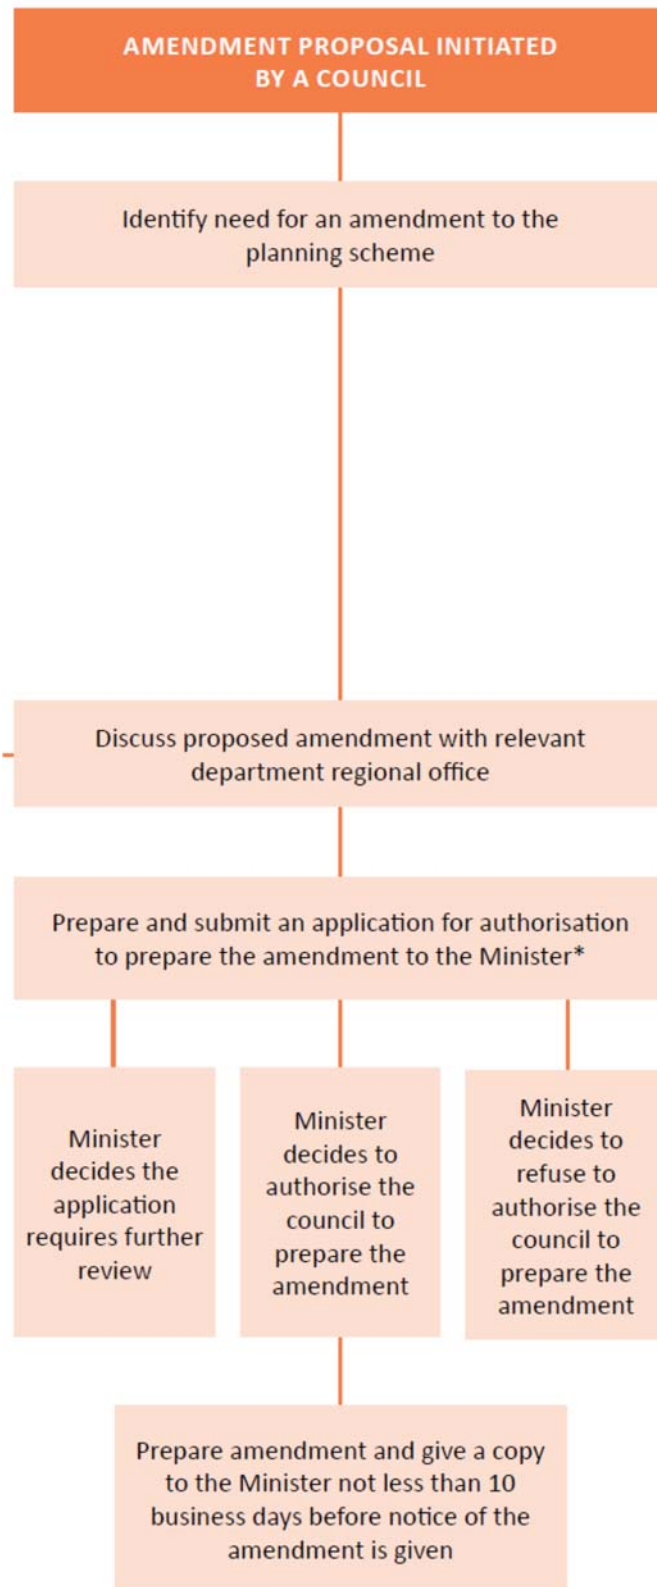 AMENDMENT PROPOSAL INITIATED
BY A COUNCIL
Identify need for an amendment to the
planning scheme
Discuss proposed amendment with relevant
department regional office
Prepare and submit an application for authorisation
to prepare the amendment to the Minister*
Minister
decides the
application
requires further
review
Minister
decides to
authorise the
council to
prepare the
amendment
Minister
decides to
refuse to
authorise the
council to
prepare the
amendment
Prepare amendment and give a copy
to the Minister not less than 10
business days before notice of the
amendment is given